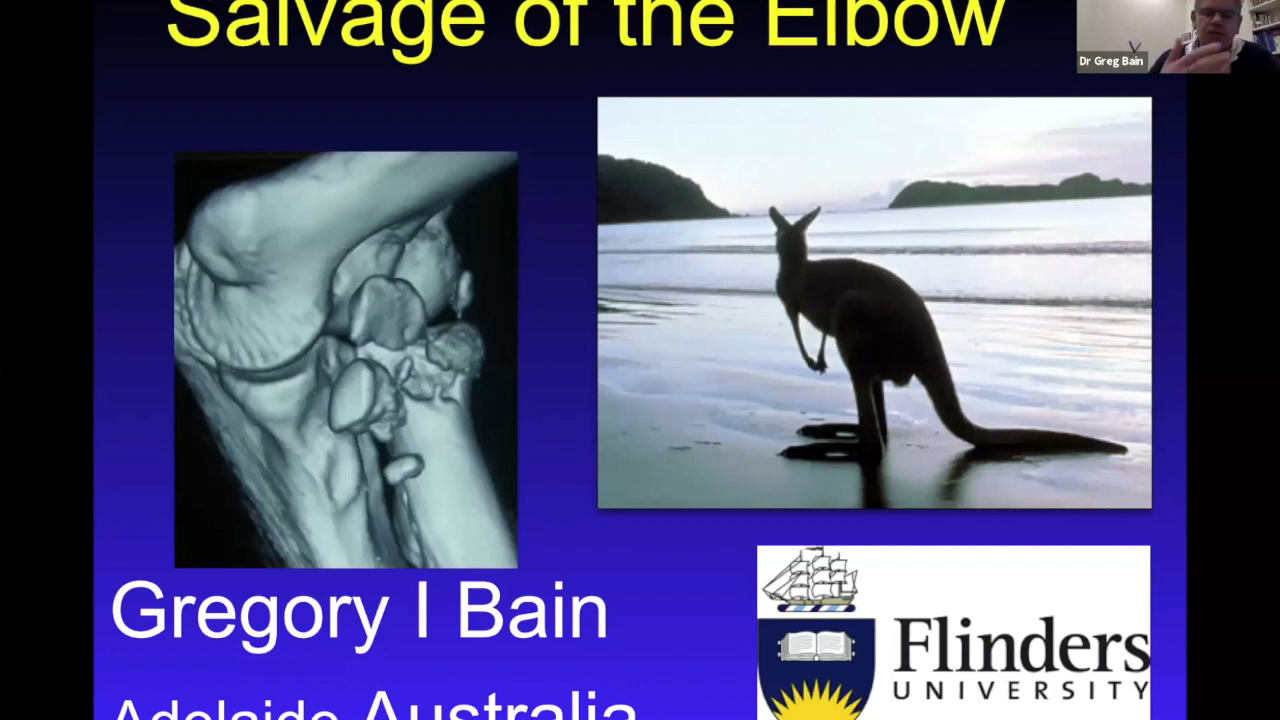 Salvage of the Elbow
Dr Greg Bain
Gregory I Bain
Flinders
UNIVERSITY
Adelaide Australia